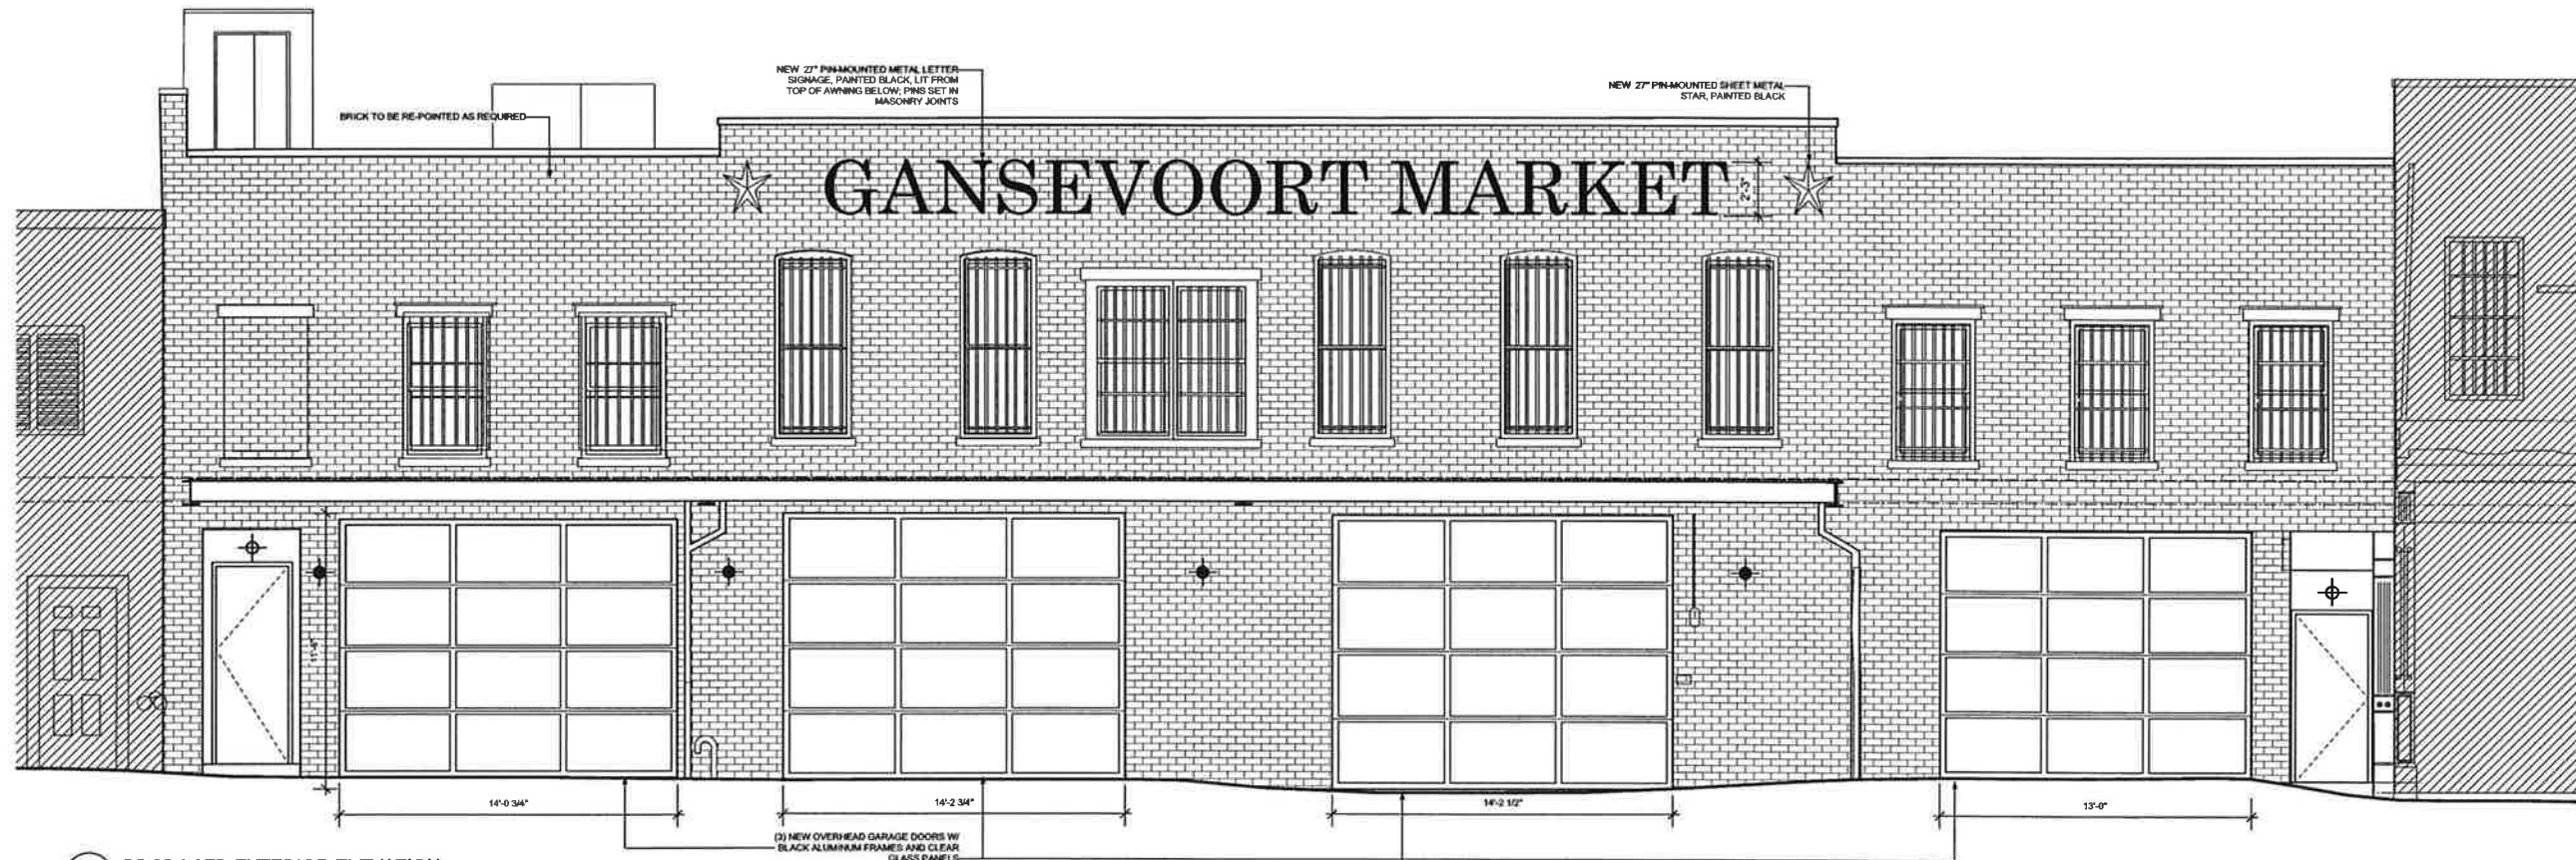 NEW 27" PIN-MOUNTED METAL LETTER
SIGNAGE, PAINTED BLACK, LIT FROM
TOP OF AWNING BELOW; PINS SET IN
MASONRY JOINTS
NEW 27" PIN-MOUNTED SHEET METAL
STAR, PAINTED BLACK
BRICK TO BE RE-POINTED AS REQUIRED
GANSEVOORT MARKET
2'-3"
14'-0 3/4"
14'-2 3/4"
14'-2 1/2"
13'-0"
(3) NEW OVERHEAD GARAGE DOORS W/
BLACK ALUMINUM FRAMES AND CLEAR
GLASS PANELS